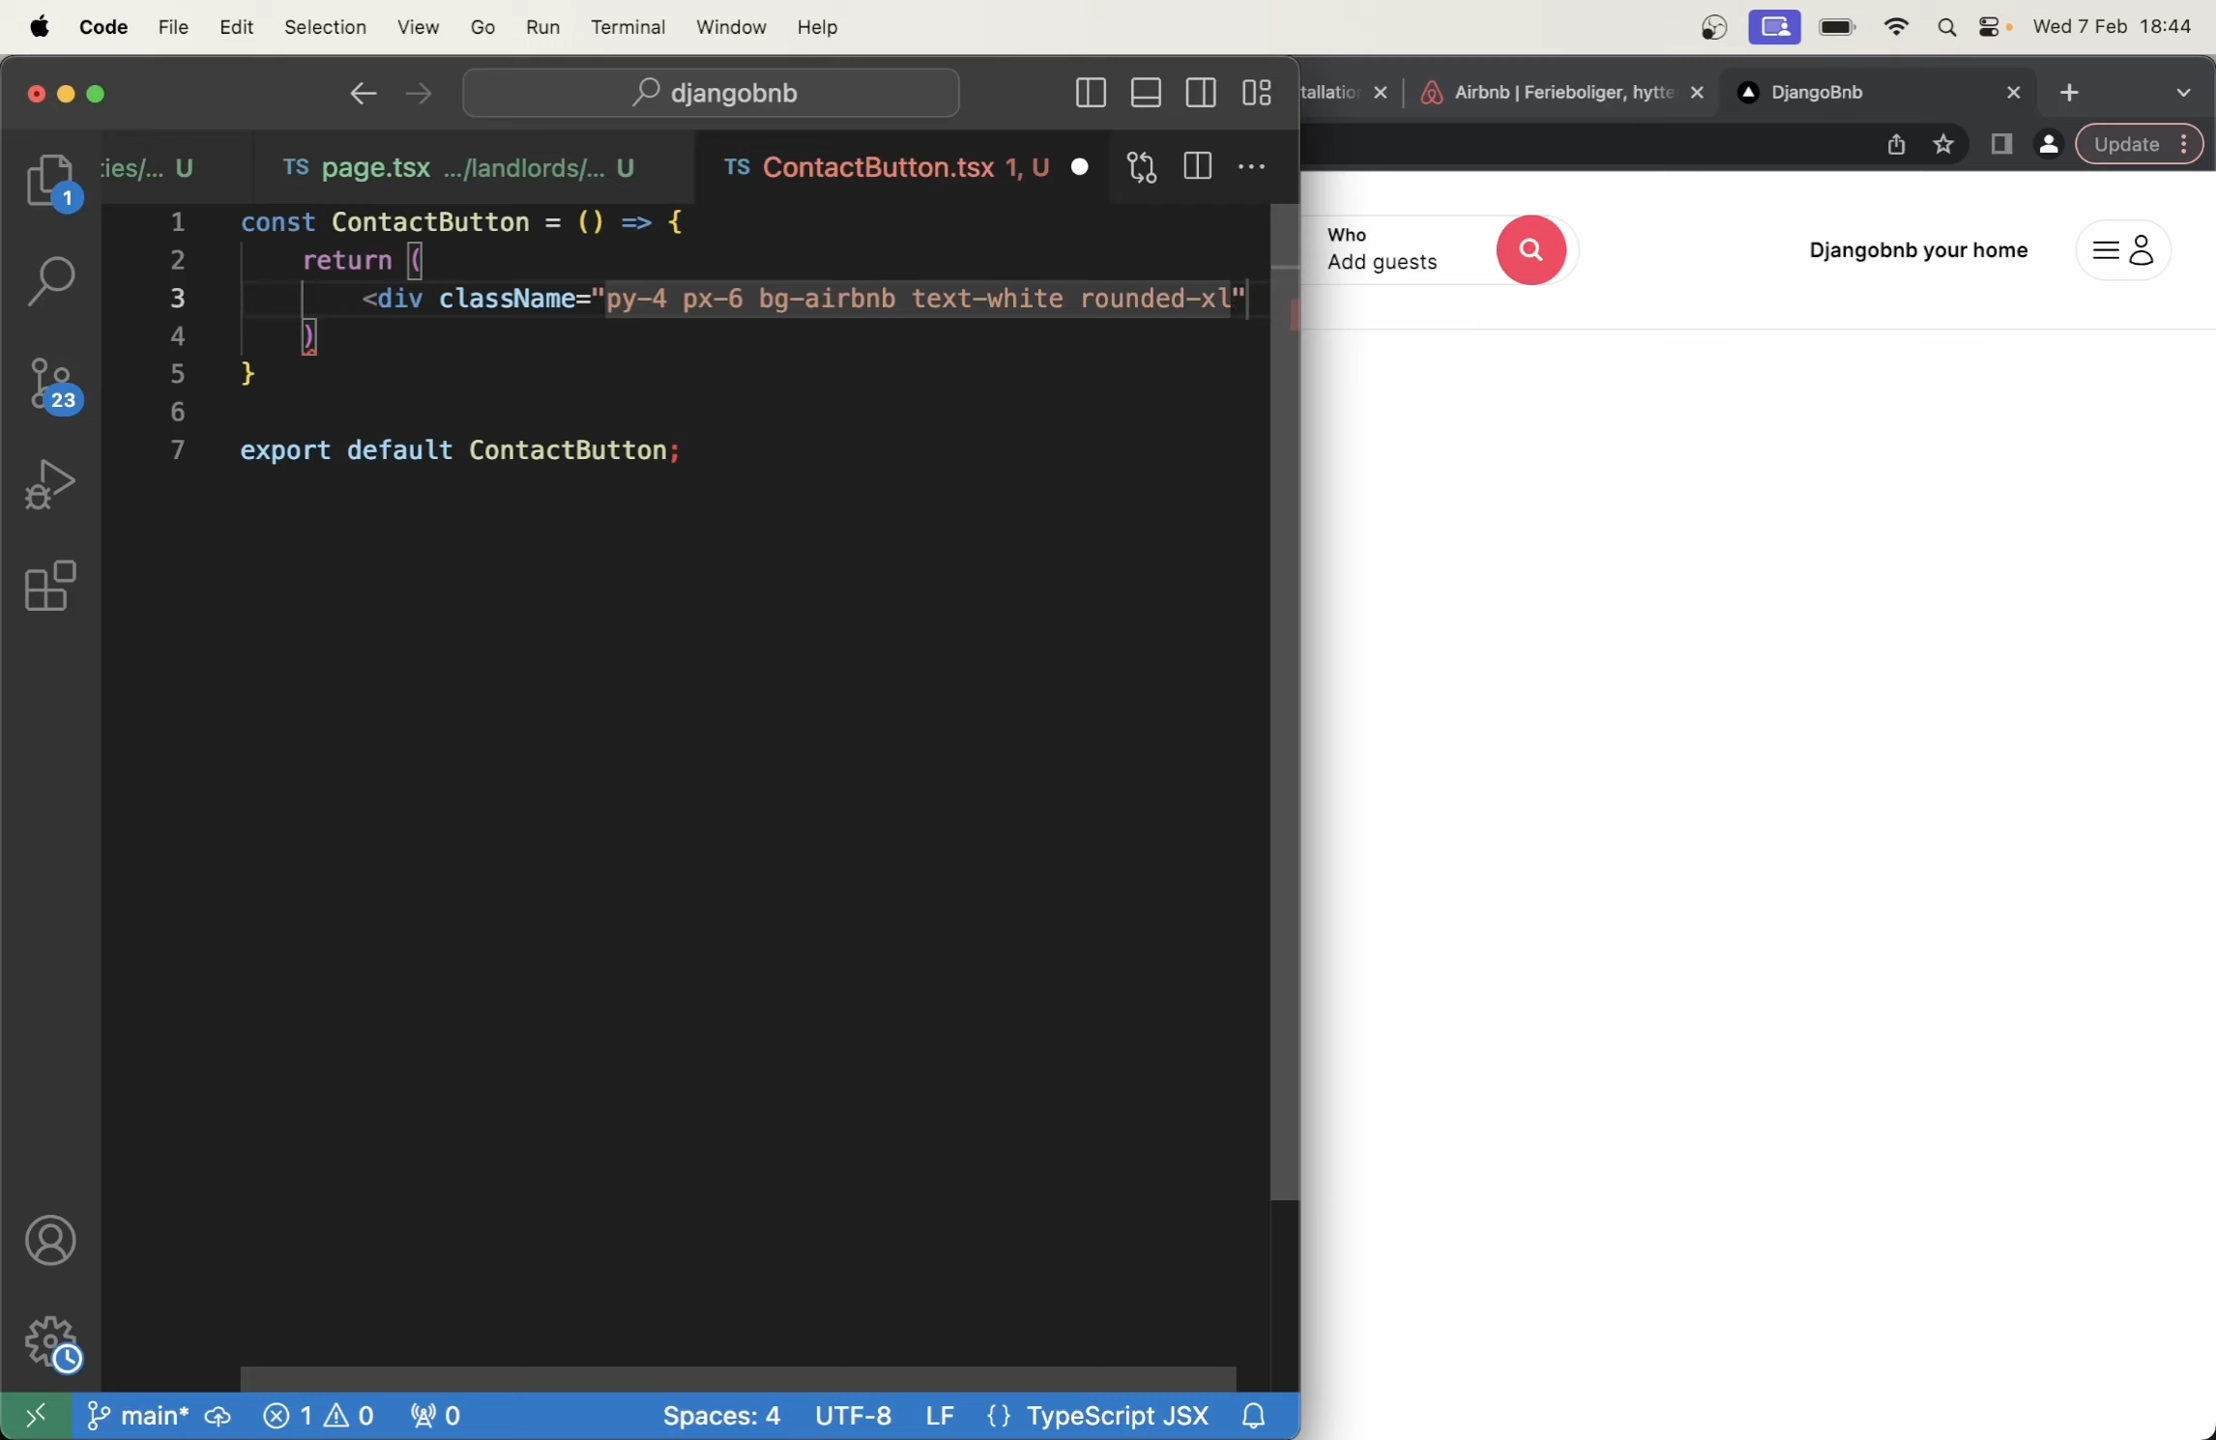 Code File Edit Selection View Go Run Terminal Window Help Wed 7 Feb 18:44
djangobnb
Airbnb | Ferieboliger, hytte DjangoBnb
ies/... U TS page.tsx .../landlords/... U TS ContactButton.tsx 1, U
Update
1
23
1 const ContactButton = () => {
2 return (
3 <div className="py-4 px-6 bg-airbnb text-white rounded-xl"
4 )
5 }
6
7 export default ContactButton;
Who
Add guests
Djangobnb your home
main* 1 0 0 Spaces: 4 UTF-8 LF {} TypeScript JSX